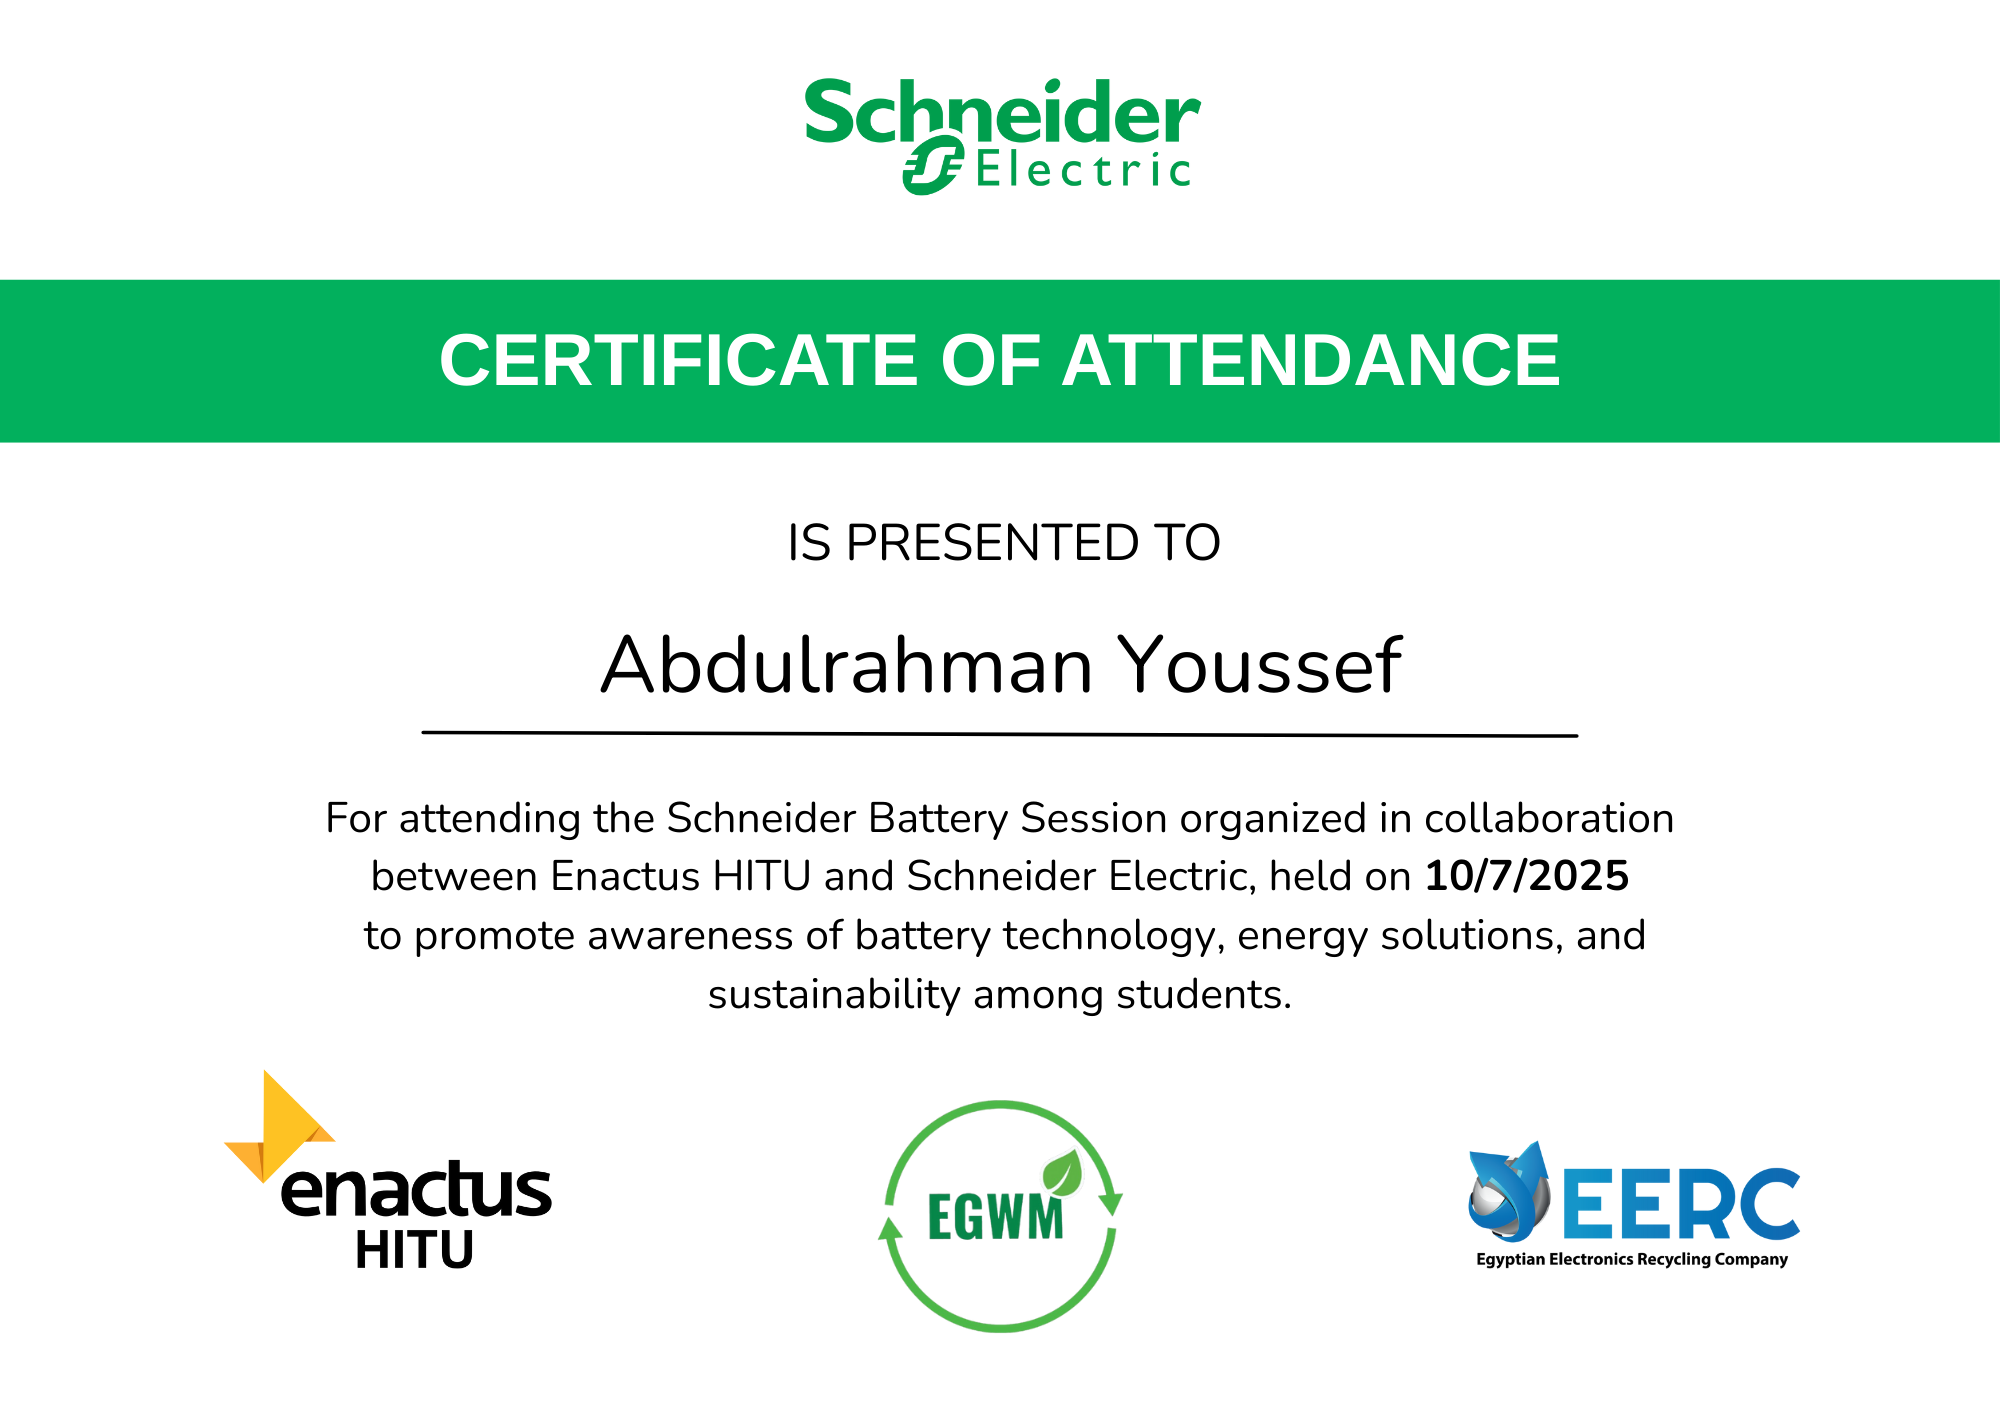 Schneider
Electric
CERTIFICATE OF ATTENDANCE
IS PRESENTED TO
Abdulrahman Youssef
For attending the Schneider Battery Session organized in collaboration
between Enactus HITU and Schneider Electric, held on 10/7/2025
to promote awareness of battery technology, energy solutions, and
sustainability among students.
enactus
HITU
EGWM
EERC
Egyptian Electronics Recycling Company